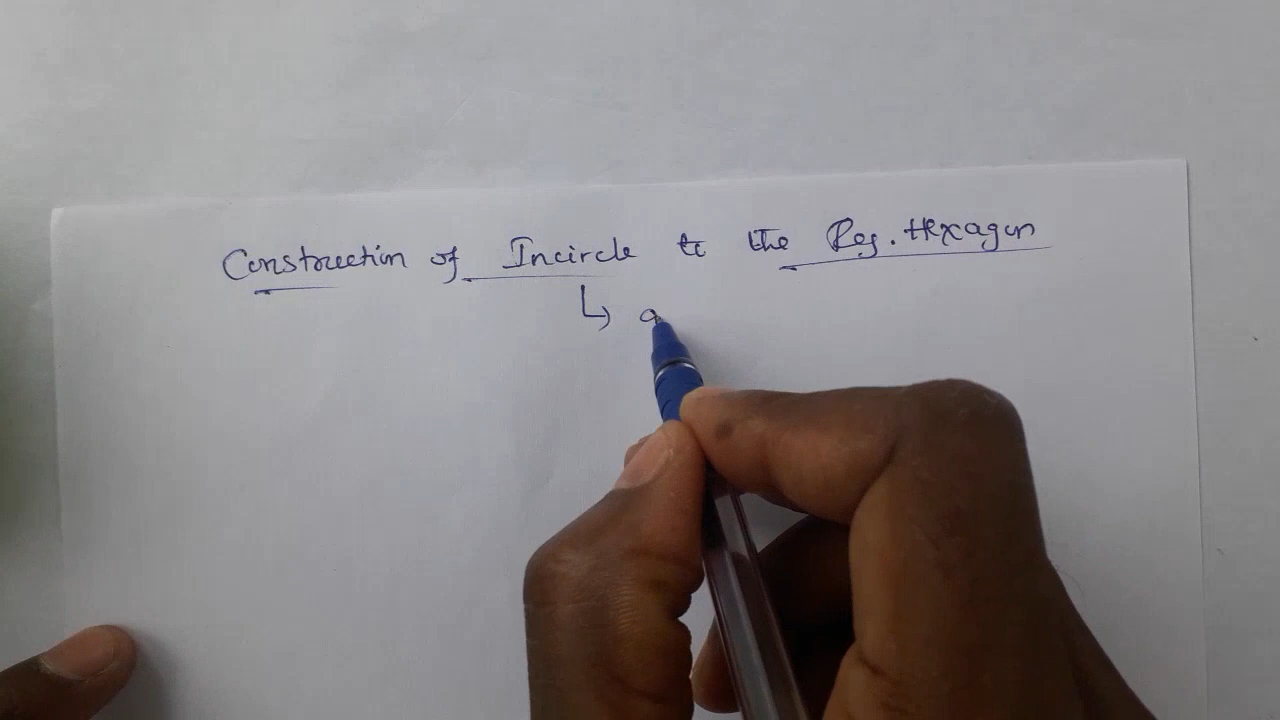 Construction of Incircle to the Reg. Hexagon
↳ a